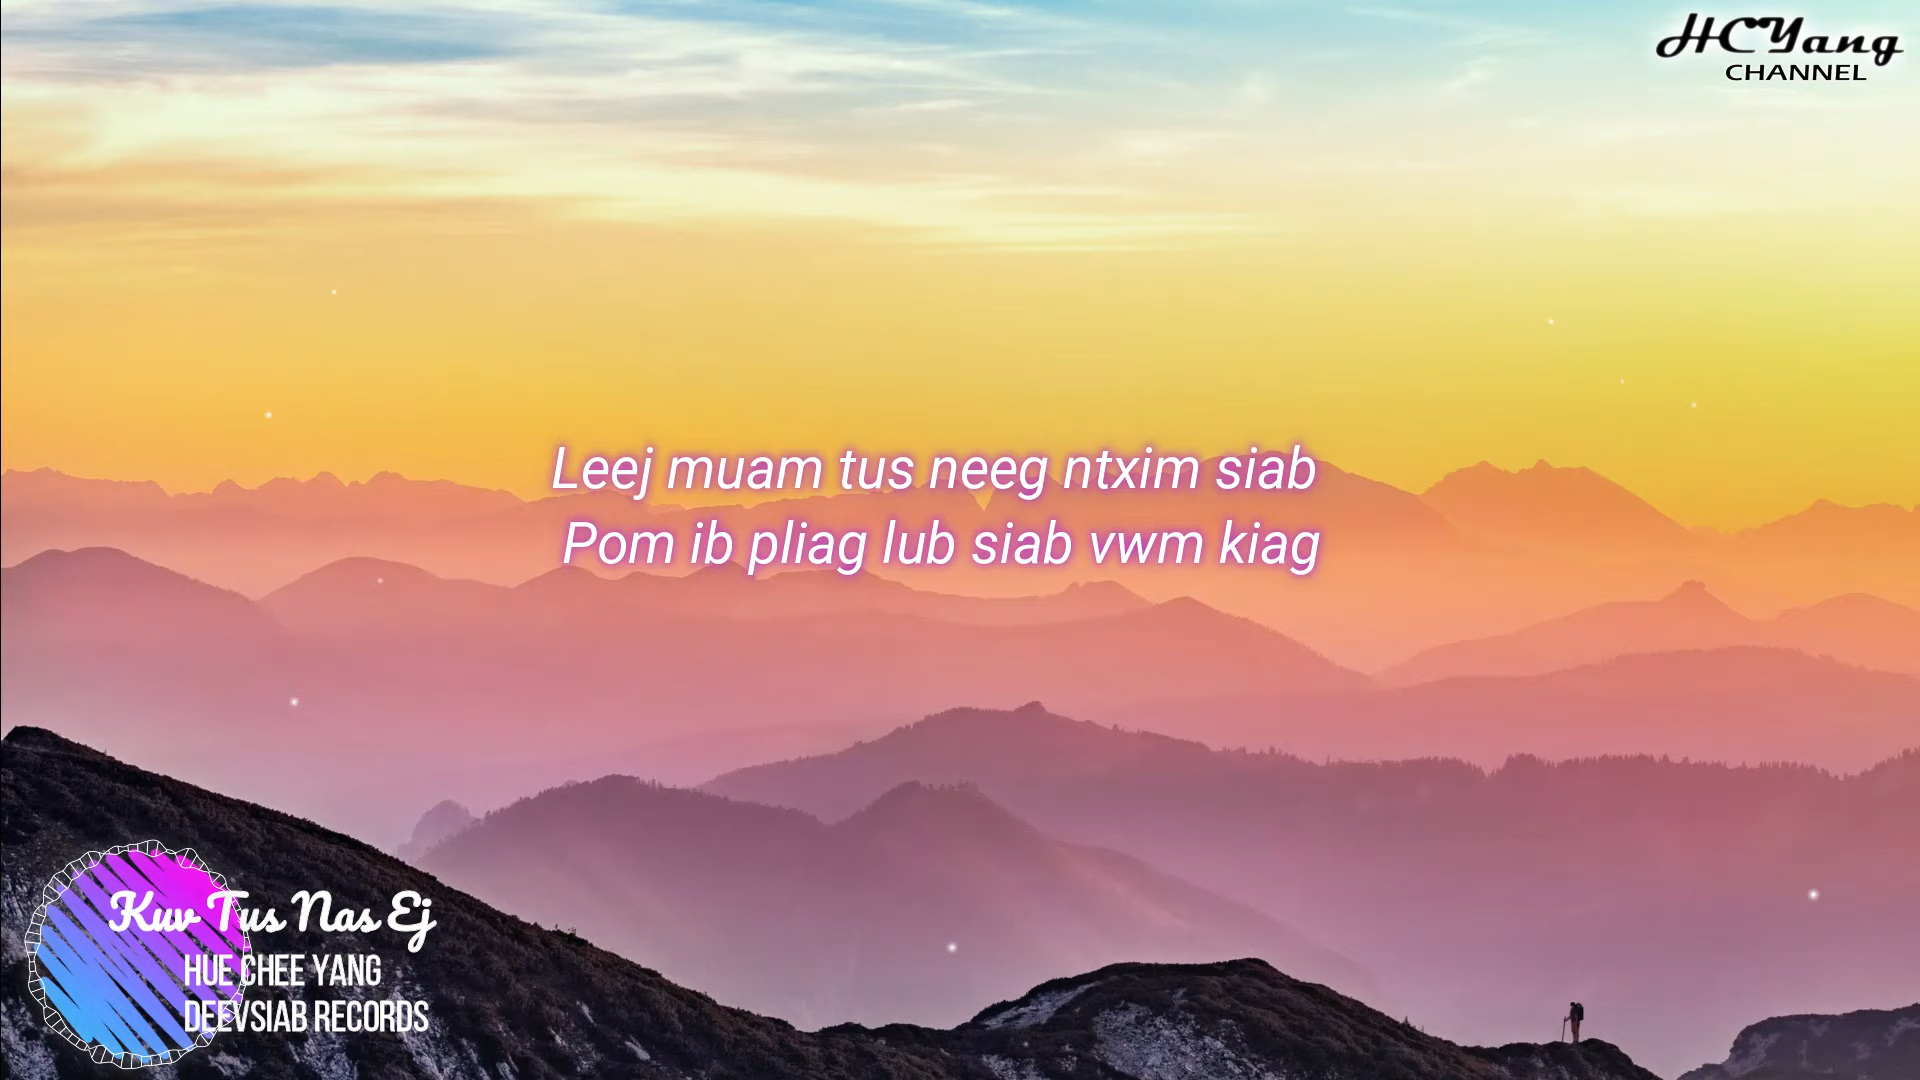 HCYang
CHANNEL
Leej muam tus neeg ntxim siab
Pom ib pliag lub siab vwm kiag
Kuv Tus Nas Ej
HUE CHEE YANG
DEEVSIAB RECORDS